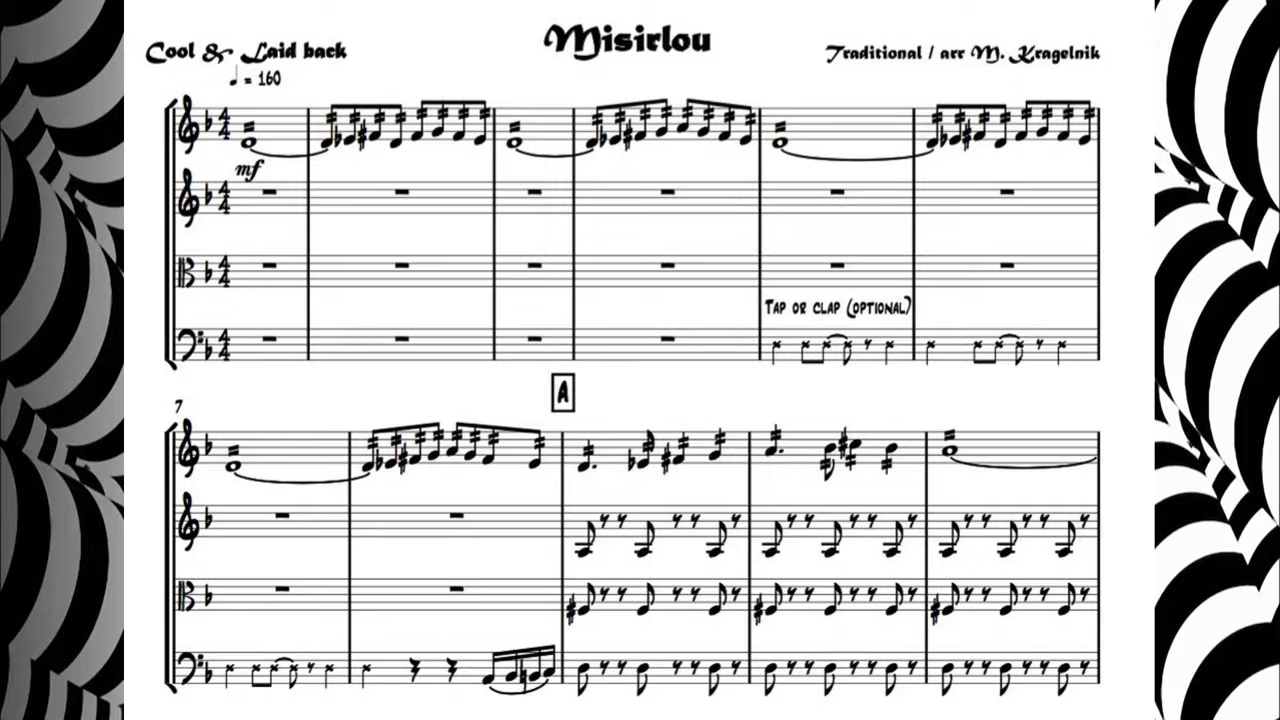 Misirlou
Cool & Laid back
Traditional / arr M. Kragelnik
♩ = 160
mf
TAP OR CLAP (OPTIONAL)
7
A